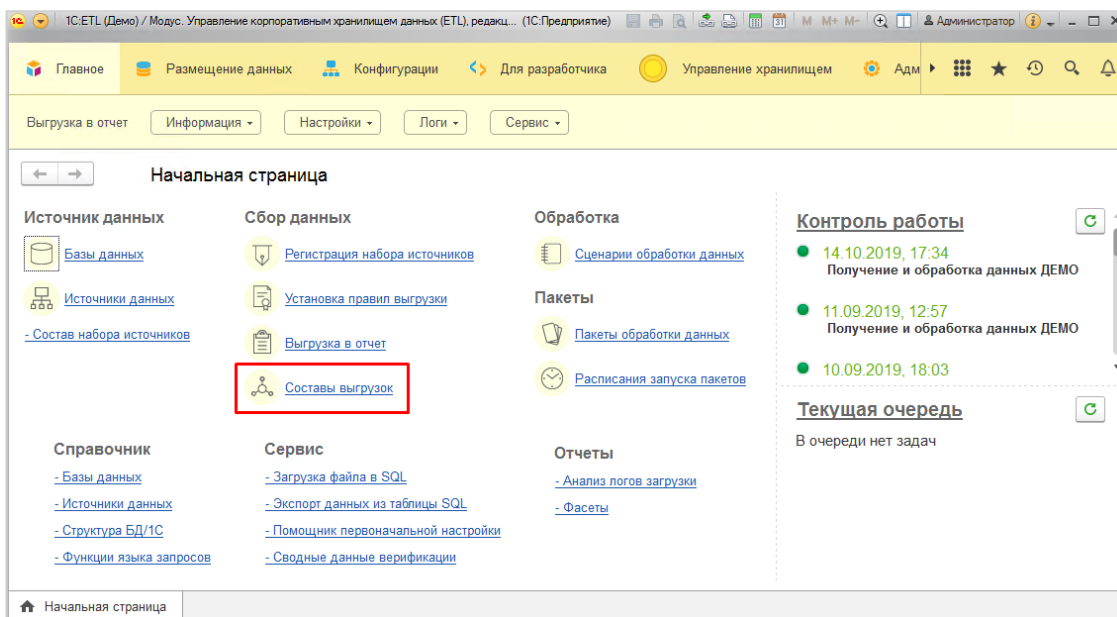 1С:ETL (Демо) / Модус. Управление корпоративным хранилищем данных (ETL), редакц... (1С:Предприятие) M M+ M- Администратор
Главное Размещение данных Конфигурации Для разработчика Управление хранилищем Адм
Выгрузка в отчет Информация Настройки Логи Сервис
Начальная страница
Источник данных
Базы данных
Источники данных
- Состав набора источников
Сбор данных
Регистрация набора источников
Установка правил выгрузки
Выгрузка в отчет
Составы выгрузок
Обработка
Сценарии обработки данных
Пакеты
Пакеты обработки данных
Расписания запуска пакетов
Справочник
- Базы данных
- Источники данных
- Структура БД/1С
- Функции языка запросов
Сервис
- Загрузка файла в SQL
- Экспорт данных из таблицы SQL
- Помощник первоначальной настройки
- Сводные данные верификации
Отчеты
- Анализ логов загрузки
- Фасеты
Контроль работы
14.10.2019, 17:34
Получение и обработка данных ДЕМО
11.09.2019, 12:57
Получение и обработка данных ДЕМО
10.09.2019, 18:03
Текущая очередь
В очереди нет задач
Начальная страница